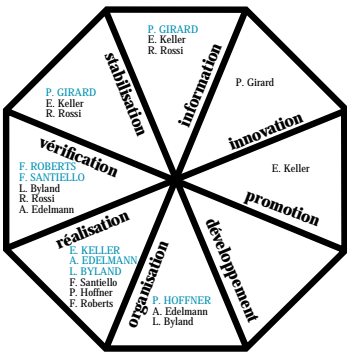 P. GIRARD
E. Keller
R. Rossi
information
P. Girard
innovation
E. Keller
promotion
développement
P. HOFFNER
A. Edelmann
L. Byland
organisation
E. KELLER
A. EDELMANN
L. BYLAND
F. Santiello
P. Hoffner
F. Roberts
réalisation
F. ROBERTS
F. SANTIELLO
L. Byland
R. Rossi
A. Edelmann
vérification
P. GIRARD
E. Keller
R. Rossi
stabilisation